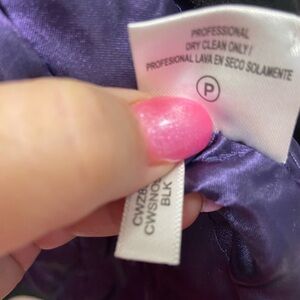 PROFESSIONAL
DRY CLEAN ONLY/
PROFESIONAL LAVA EN SECO SOLAMENTE
P
BLK